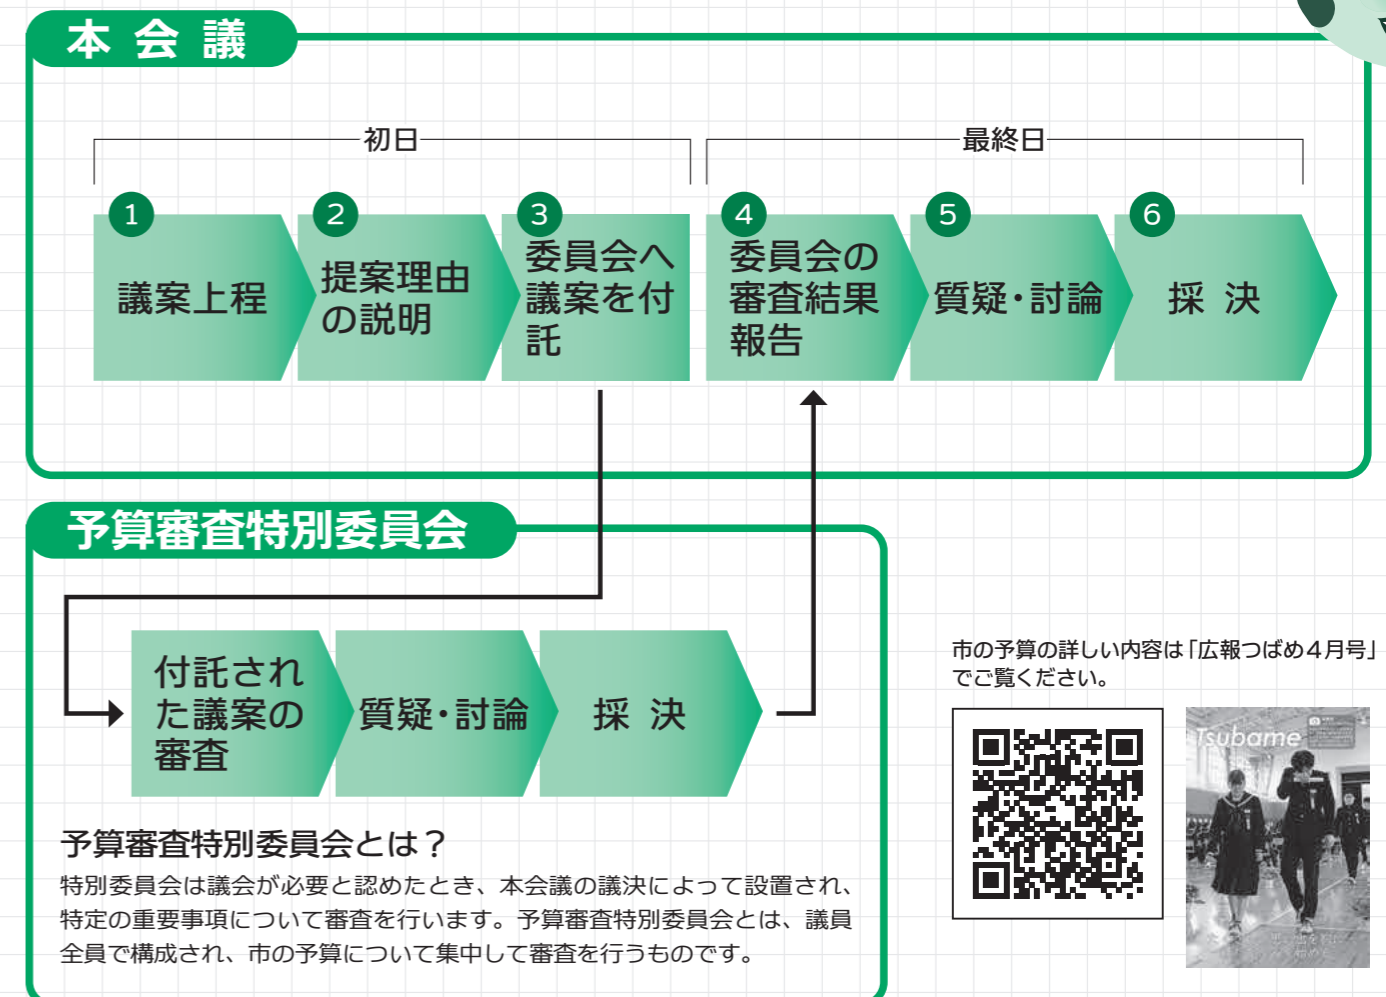 本会議
初日
最終日
1
議案上程
2
提案理由
の説明
3
委員会へ
議案を付
託
4
委員会の
審査結果
報告
5
質疑・討論
6
採決
予算審査特別委員会
付託され
た議案の
審査
質疑・討論
採決
予算審査特別委員会とは？
特別委員会は議会が必要と認めたとき、本会議の議決によって設置され、
特定の重要事項について審査を行います。予算審査特別委員会とは、議員
全員で構成され、市の予算について集中して審査を行うものです。
市の予算の詳しい内容は「広報つばめ４月号」
でご覧ください。
Tsubame